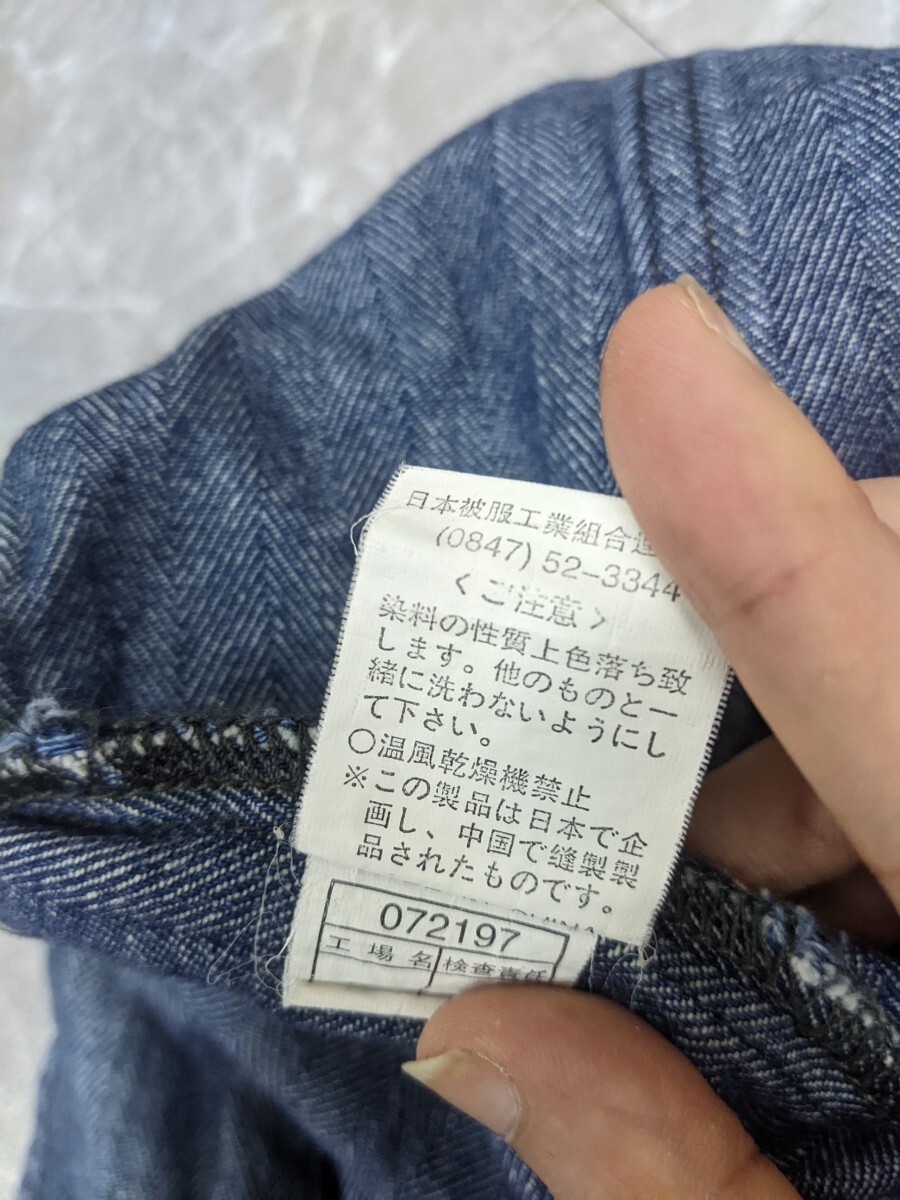 日本被服工業組合連
(0847) 52-3344
〈ご注意〉
染料の性質上色落ち致
します。他のものと一
緒に洗わないようにし
て下さい。
○温風乾燥機禁止
※この製品は日本で企
画し、中国で縫製製
品されたものです。
072197
工場名 検査責任